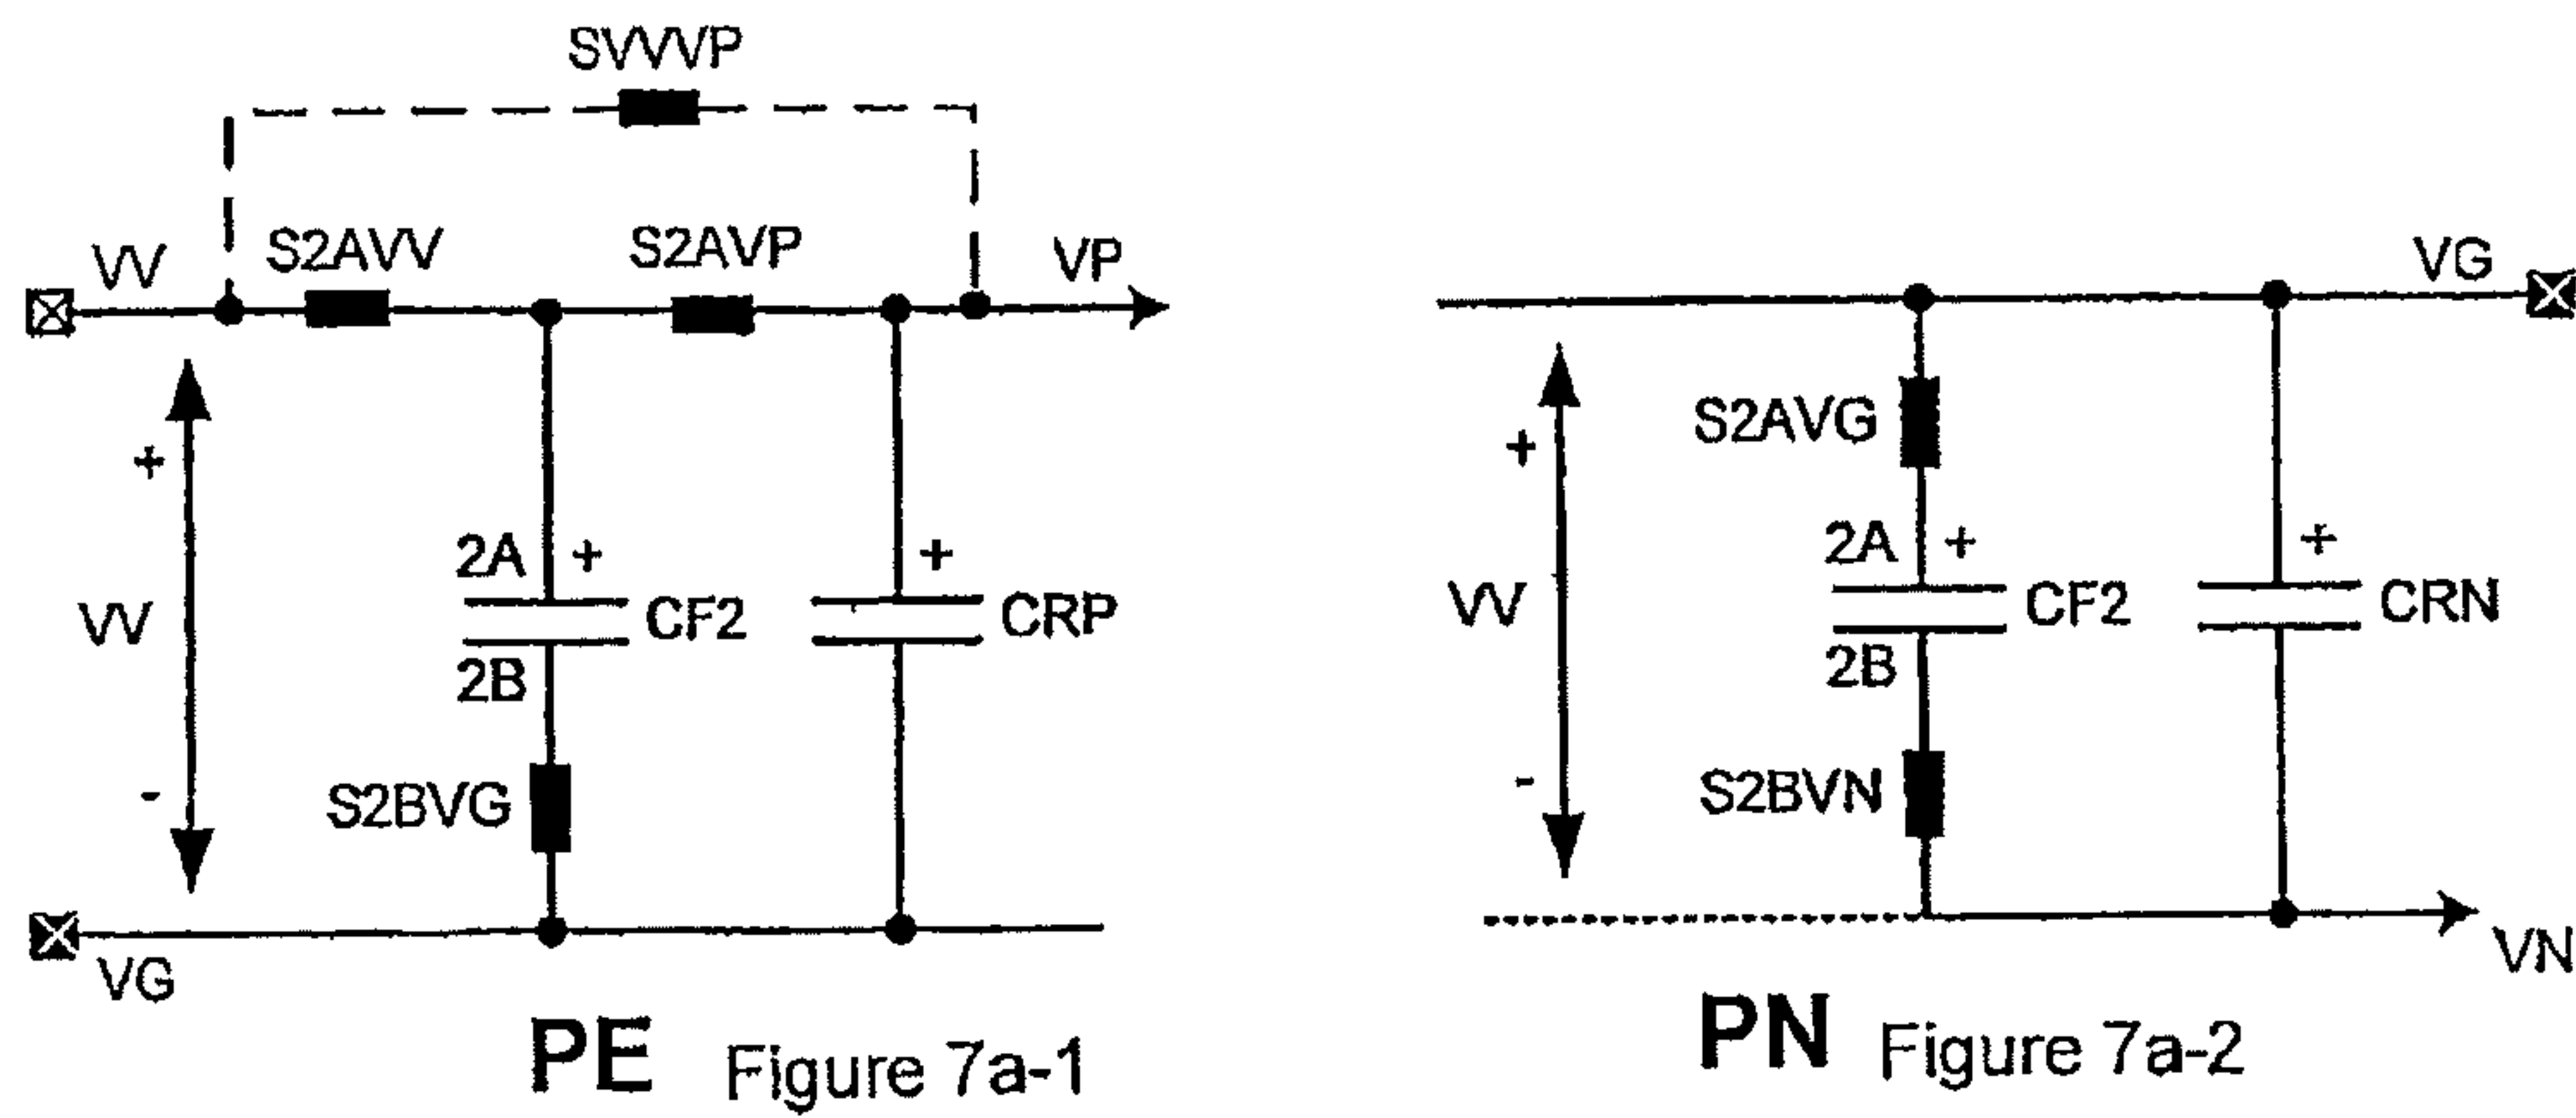 SVVVP
VV
S2AVV
S2AVP
VP
+
VV
-
2A
+
CF2
2B
+
CRP
S2BVG
VG
PE Figure 7a-1
VG
+
VV
-
S2AVG
2A
+
CF2
2B
+
CRN
S2BVN
VN
PN Figure 7a-2